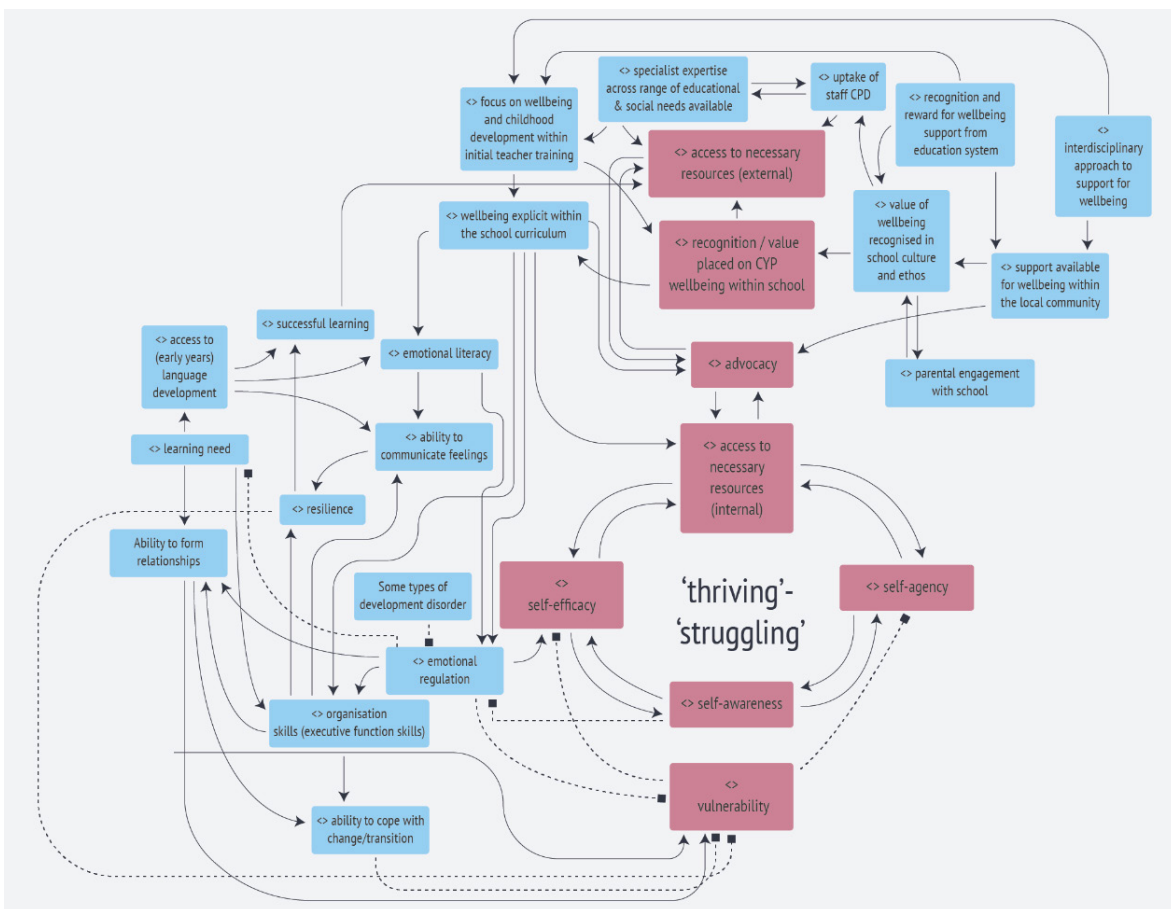 <> focus on wellbeing
and childhood
development within
initial teacher training
<> specialist expertise
across range of educational
& social needs available
<> uptake of
staff CPD
<> recognition and
reward for wellbeing
support from
education system
<>
interdisciplinary
approach to
support for
wellbeing
<> access to necessary
resources (external)
<> wellbeing explicit within
the school curriculum
<> recognition / value
placed on CYP
wellbeing within school
<> value of
wellbeing
recognised in
school culture
and ethos
<> support available
for wellbeing within
the local community
<> successful learning
<> access to
(early years)
language
development
<> emotional literacy
<> advocacy
<> parental engagement
with school
<> learning need
<> ability to
communicate feelings
<> access to
necessary
resources
(internal)
<> resilience
Ability to form
relationships
Some types of
development disorder
<>
self-efficacy
'thriving'-
'struggling'
<> self-agency
<> emotional
regulation
<> self-awareness
<> organisation
skills (executive function skills)
<>
vulnerability
<> ability to cope with
change/transition